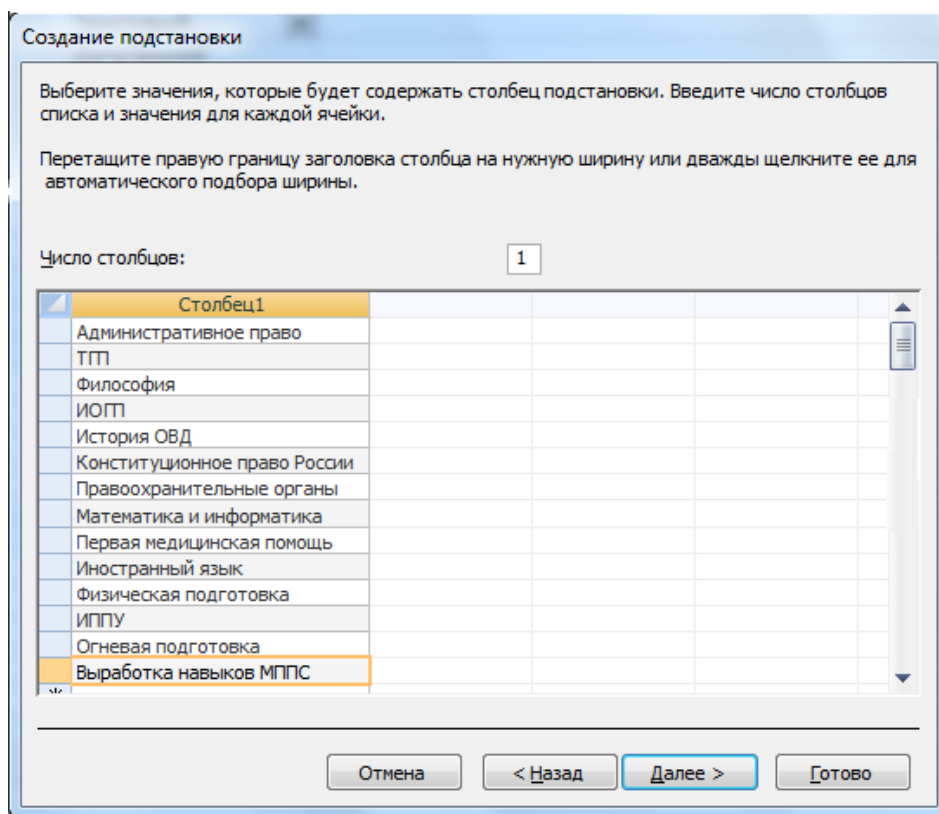 Создание подстановки
Выберите значения, которые будет содержать столбец подстановки. Введите число столбцов
списка и значения для каждой ячейки.
Перетащите правую границу заголовка столбца на нужную ширину или дважды щелкните ее для
автоматического подбора ширины.
Число столбцов: 1
Столбец1
Административное право
ТГП
Философия
ИОГП
История ОВД
Конституционное право России
Правоохранительные органы
Математика и информатика
Первая медицинская помощь
Иностранный язык
Физическая подготовка
ИППУ
Огневая подготовка
Выработка навыков МППС
Отмена < Назад Далее > Готово